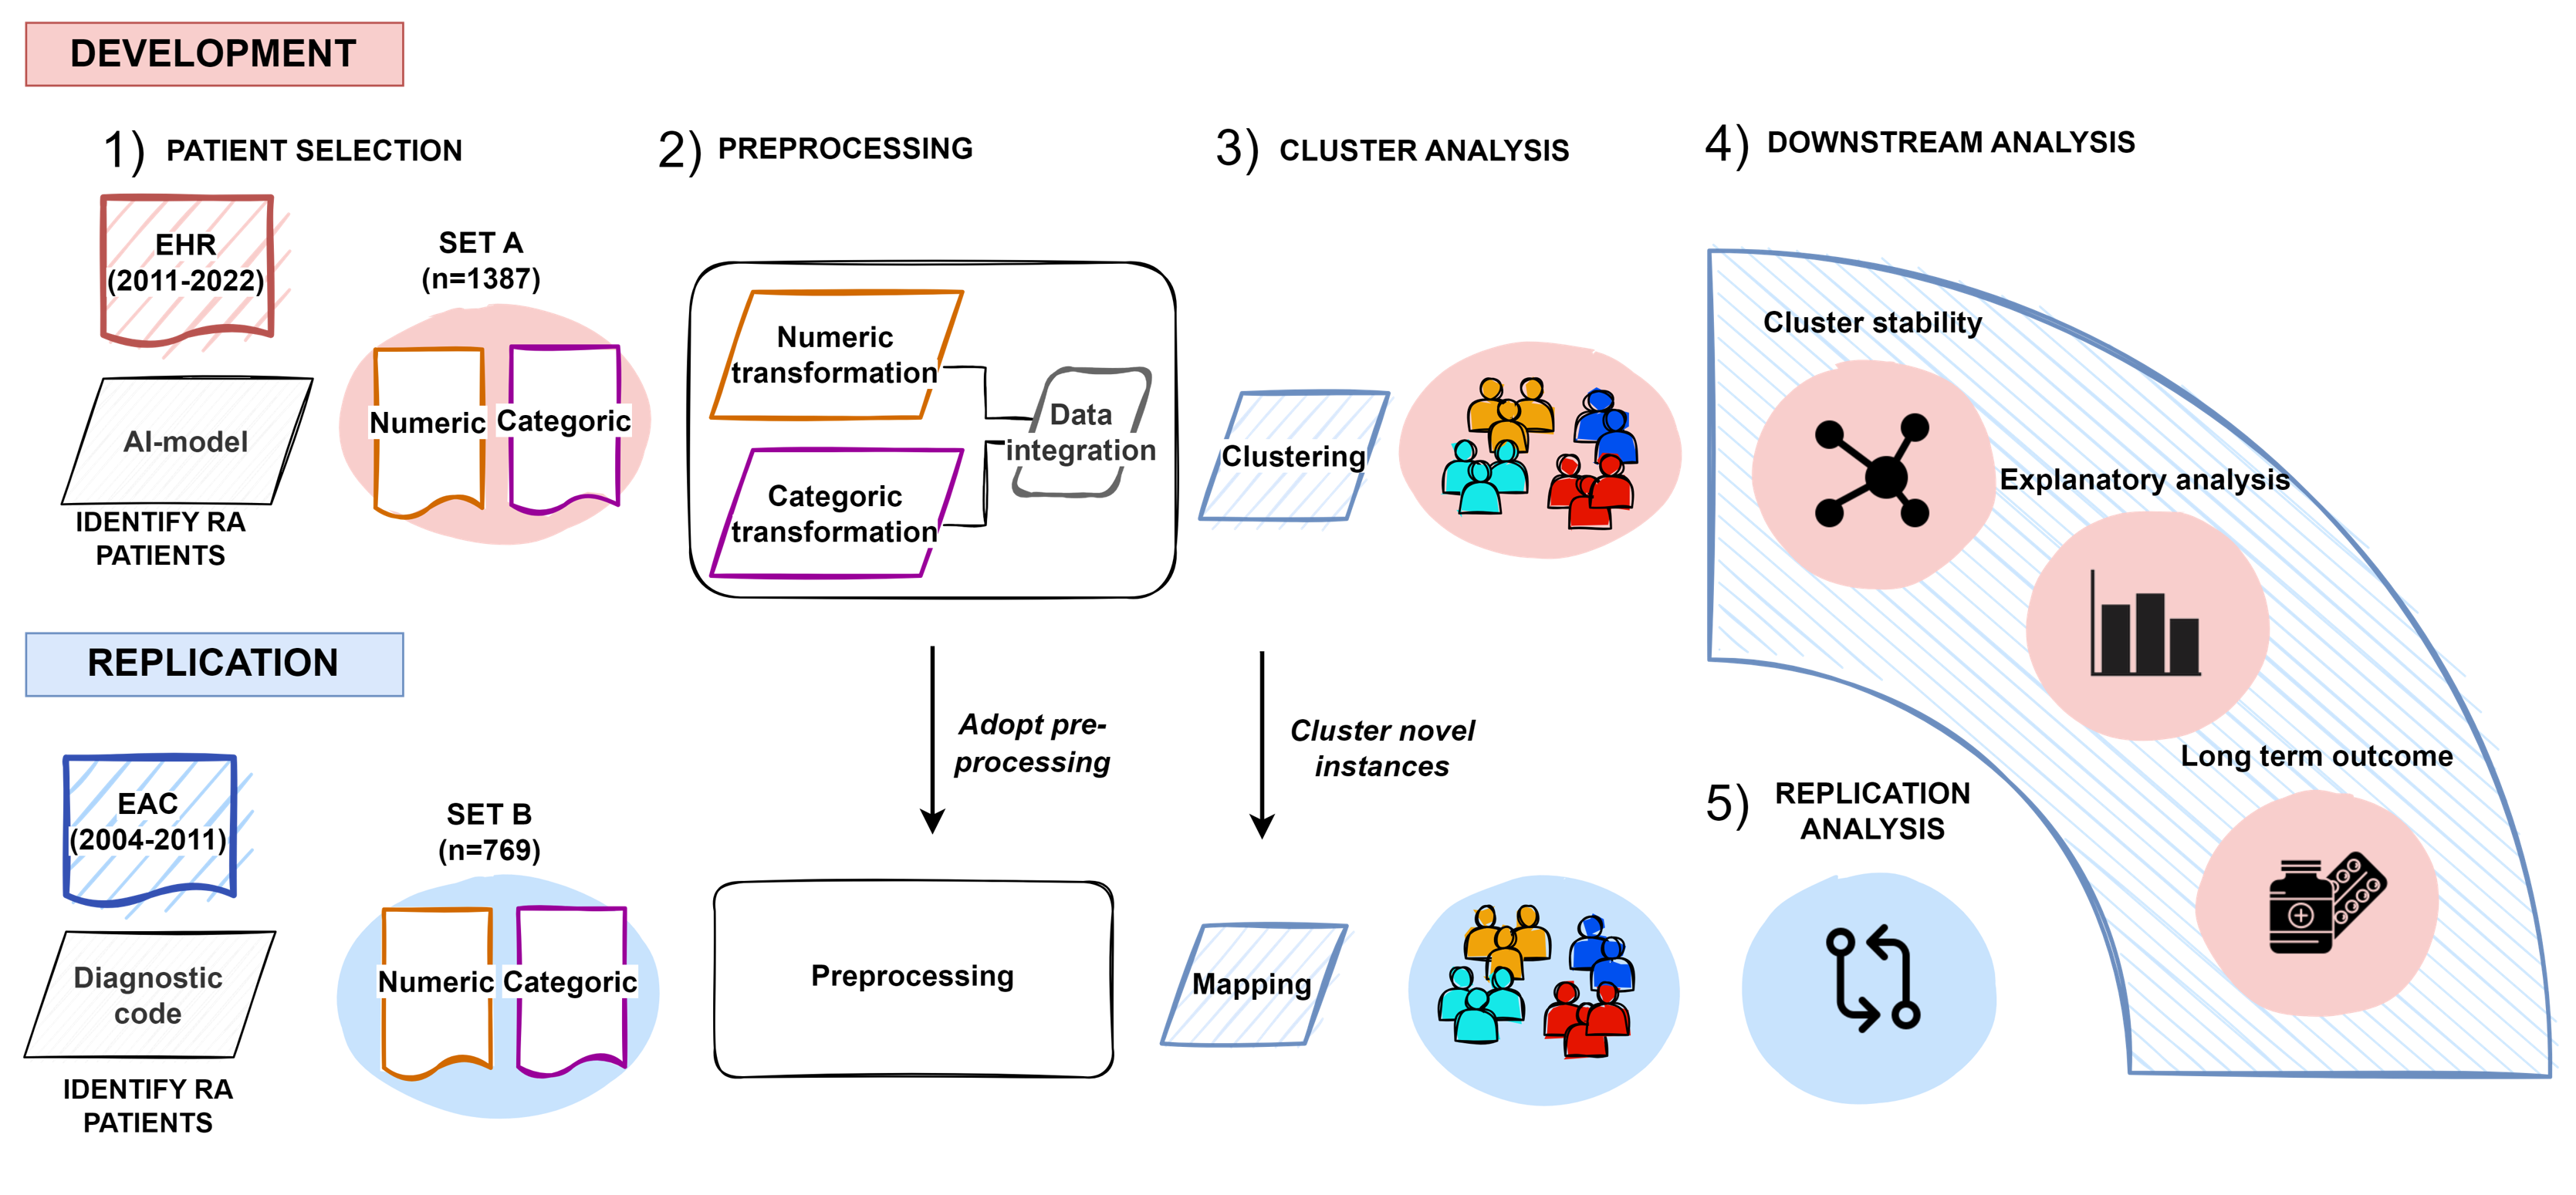 DEVELOPMENT
1) PATIENT SELECTION
EHR
(2011-2022)
AI-model
IDENTIFY RA
PATIENTS
SET A
(n=1387)
Numeric
Categoric
2) PREPROCESSING
Numeric
transformation
Categoric
transformation
Data
integration
3) CLUSTER ANALYSIS
Clustering
4) DOWNSTREAM ANALYSIS
Cluster stability
Explanatory analysis
Long term outcome
REPLICATION
EAC
(2004-2011)
Diagnostic
code
IDENTIFY RA
PATIENTS
SET B
(n=769)
Numeric
Categoric
Adopt pre-
processing
Preprocessing
Cluster novel
instances
Mapping
5) REPLICATION
ANALYSIS